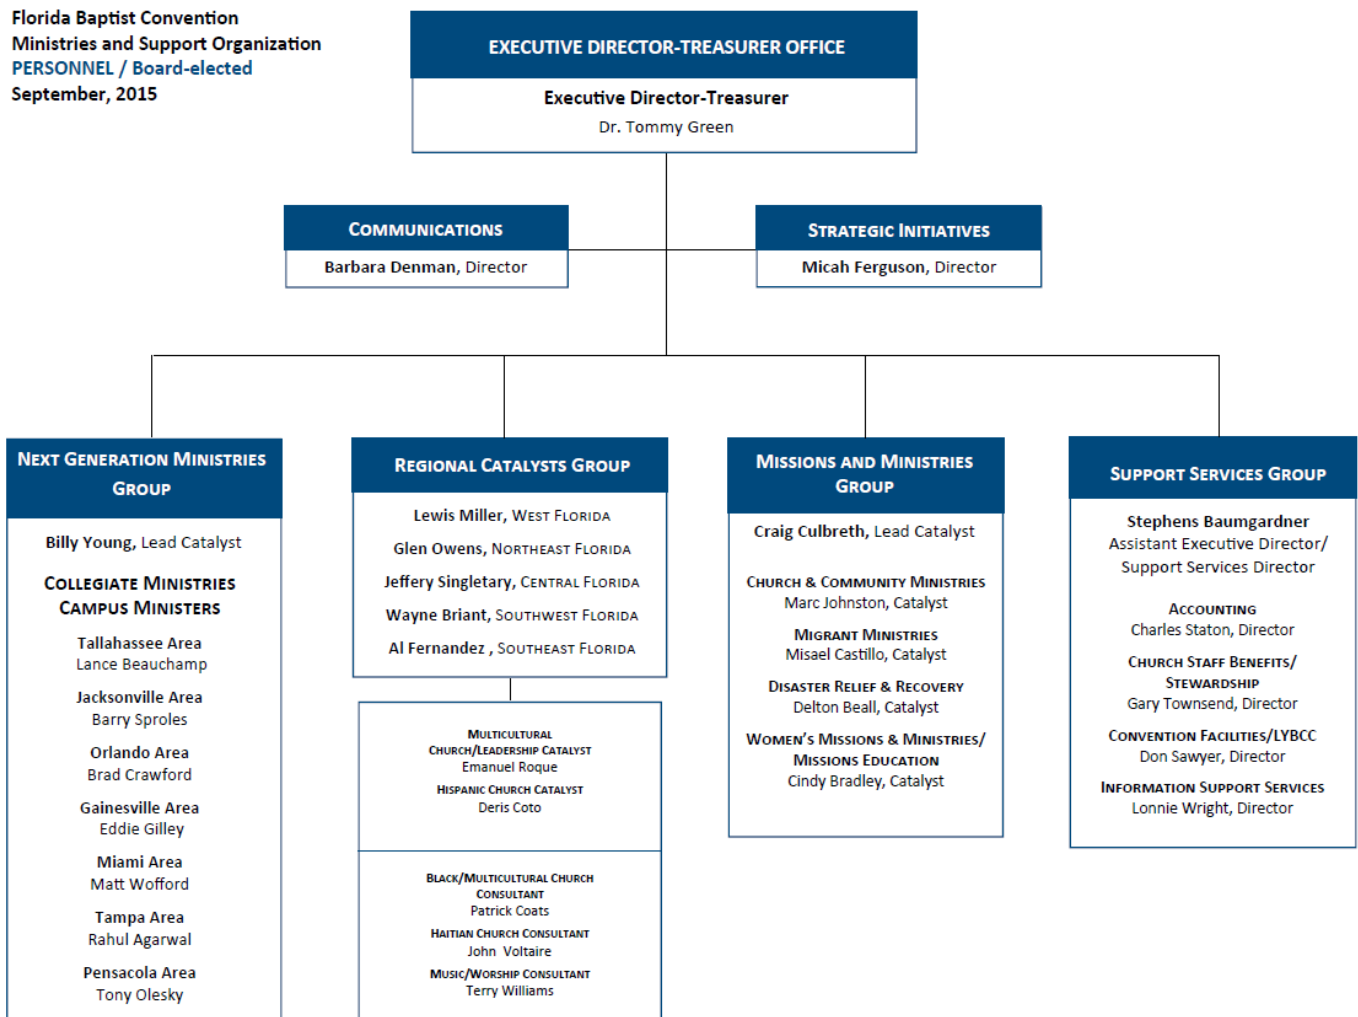 Florida Baptist Convention
Ministries and Support Organization
PERSONNEL / Board-elected
September, 2015
EXECUTIVE DIRECTOR-TREASURER OFFICE
Executive Director-Treasurer
Dr. Tommy Green
COMMUNICATIONS
Barbara Denman, Director
STRATEGIC INITIATIVES
Micah Ferguson, Director
NEXT GENERATION MINISTRIES
GROUP
Billy Young, Lead Catalyst
COLLEGIATE MINISTRIES
CAMPUS MINISTERS
Tallahassee Area
Lance Beauchamp
Jacksonville Area
Barry Sproles
Orlando Area
Brad Crawford
Gainesville Area
Eddie Gilley
Miami Area
Matt Wofford
Tampa Area
Rahul Agarwal
Pensacola Area
Tony Olesky
REGIONAL CATALYSTS GROUP
Lewis Miller, WEST FLORIDA
Glen Owens, NORTHEAST FLORIDA
Jeffery Singletary, CENTRAL FLORIDA
Wayne Briant, SOUTHWEST FLORIDA
Al Fernandez , SOUTHEAST FLORIDA
MULTICULTURAL
CHURCH/LEADERSHIP CATALYST
Emanuel Roque
HISPANIC CHURCH CATALYST
Deris Coto
BLACK/MULTICULTURAL CHURCH
CONSULTANT
Patrick Coats
HAITIAN CHURCH CONSULTANT
John Voltaire
MUSIC/WORSHIP CONSULTANT
Terry Williams
MISSIONS AND MINISTRIES
GROUP
Craig Culbreth, Lead Catalyst
CHURCH & COMMUNITY MINISTRIES
Marc Johnston, Catalyst
MIGRANT MINISTRIES
Misael Castillo, Catalyst
DISASTER RELIEF & RECOVERY
Delton Beall, Catalyst
WOMEN'S MISSIONS & MINISTRIES/
MISSIONS EDUCATION
Cindy Bradley, Catalyst
SUPPORT SERVICES GROUP
Stephens Baumgardner
Assistant Executive Director/
Support Services Director
ACCOUNTING
Charles Staton, Director
CHURCH STAFF BENEFITS/
STEWARDSHIP
Gary Townsend, Director
CONVENTION FACILITIES/LYBCC
Don Sawyer, Director
INFORMATION SUPPORT SERVICES
Lonnie Wright, Director